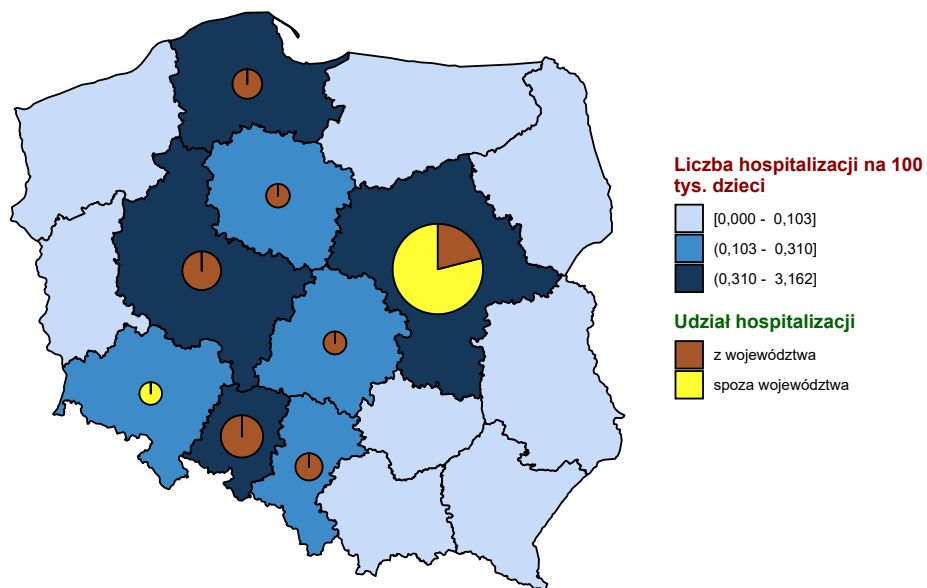 Liczba hospitalizacji na 100
tys. dzieci
[0,000 - 0,103]
(0,103 - 0,310]
(0,310 - 3,162]
Udział hospitalizacji
z województwa
spoza województwa